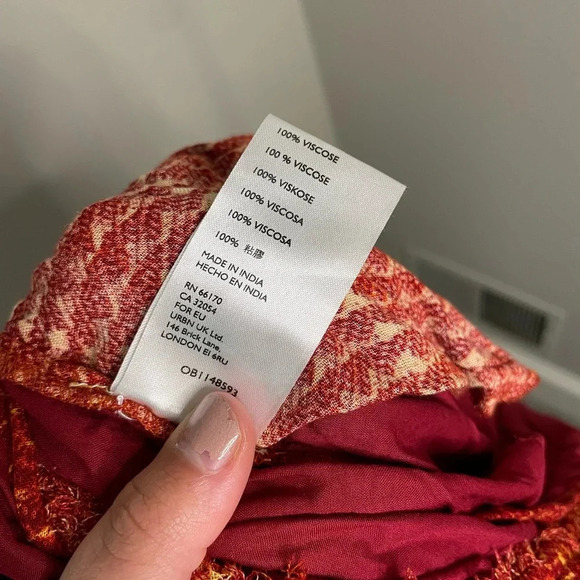 100% VISCOSE
100 % VISCOSE
100% VISKOSE
100% VISCOSA
100% VISCOSA
100% 粘膠
MADE IN INDIA
HECHO EN INDIA
RN 66170
CA 32054
FOR EU
URBN UK Ltd.
146 Brick Lane,
LONDON E1 6RU
OB1148593